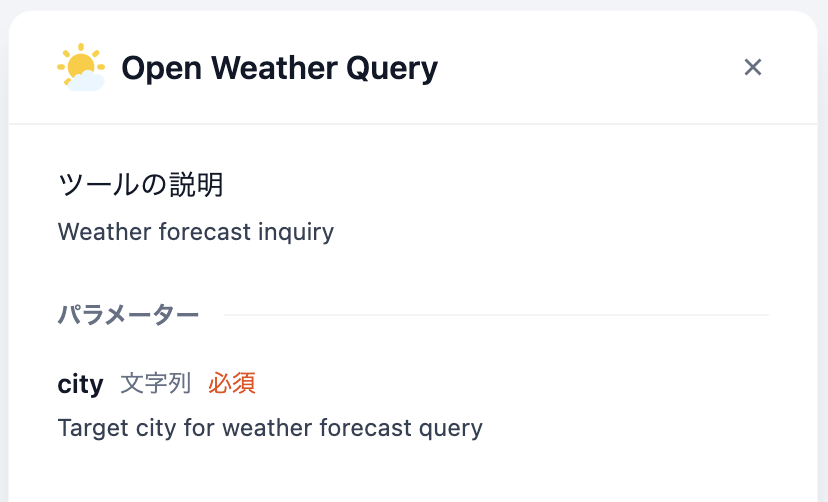 Open Weather Query
ツールの説明
Weather forecast inquiry
パラメーター
city 文字列 必須
Target city for weather forecast query